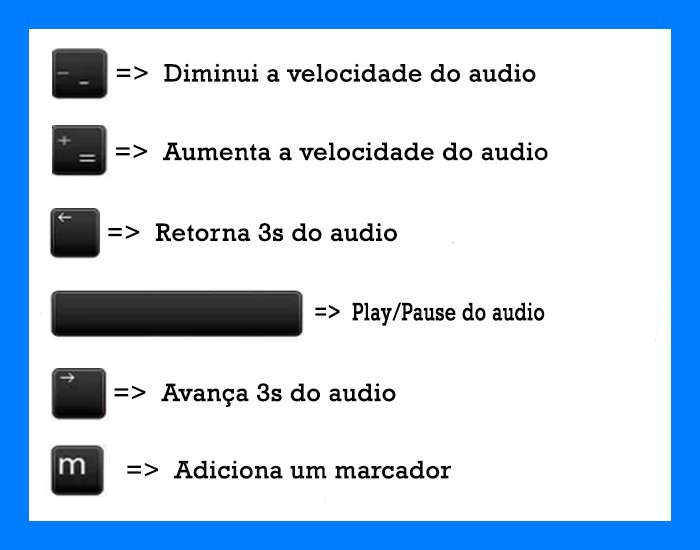 - _ => Diminui a velocidade do audio
+ = => Aumenta a velocidade do audio
← => Retorna 3s do audio
=> Play/Pause do audio
→ => Avança 3s do audio
m => Adiciona um marcador